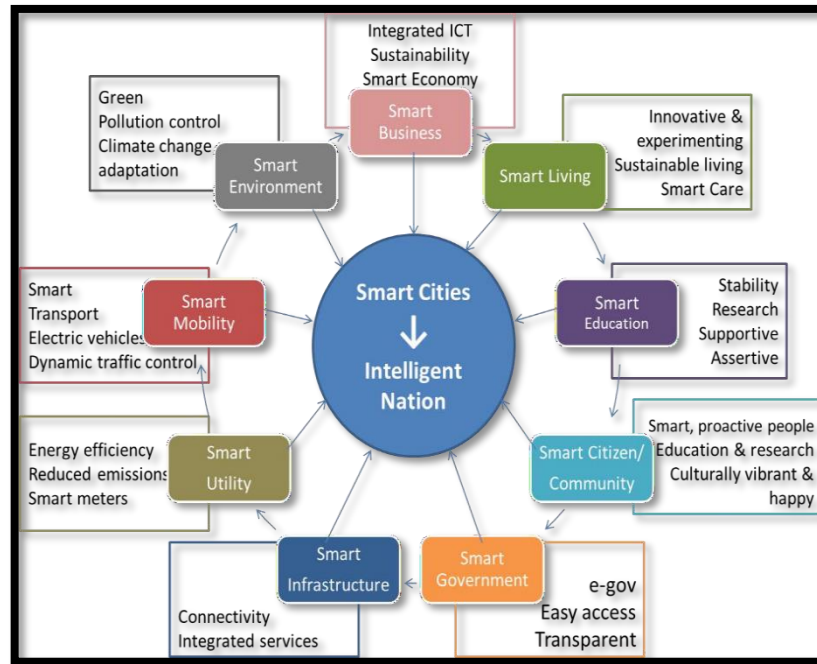 Integrated ICT
Sustainability
Smart Economy
Smart
Business
Innovative &
experimenting
Sustainable living
Smart Care
Smart Living
Stability
Research
Supportive
Assertive
Smart
Education
Smart, proactive people
Education & research
Culturally vibrant &
happy
Smart Citizen/
Community
e-gov
Easy access
Transparent
Smart
Government
Connectivity
Integrated services
Smart
Infrastructure
Energy efficiency
Reduced emissions
Smart meters
Smart
Utility
Smart
Transport
Electric vehicles
Dynamic traffic control
Smart
Mobility
Green
Pollution control
Climate change
adaptation
Smart
Environment
Smart Cities
Intelligent
Nation